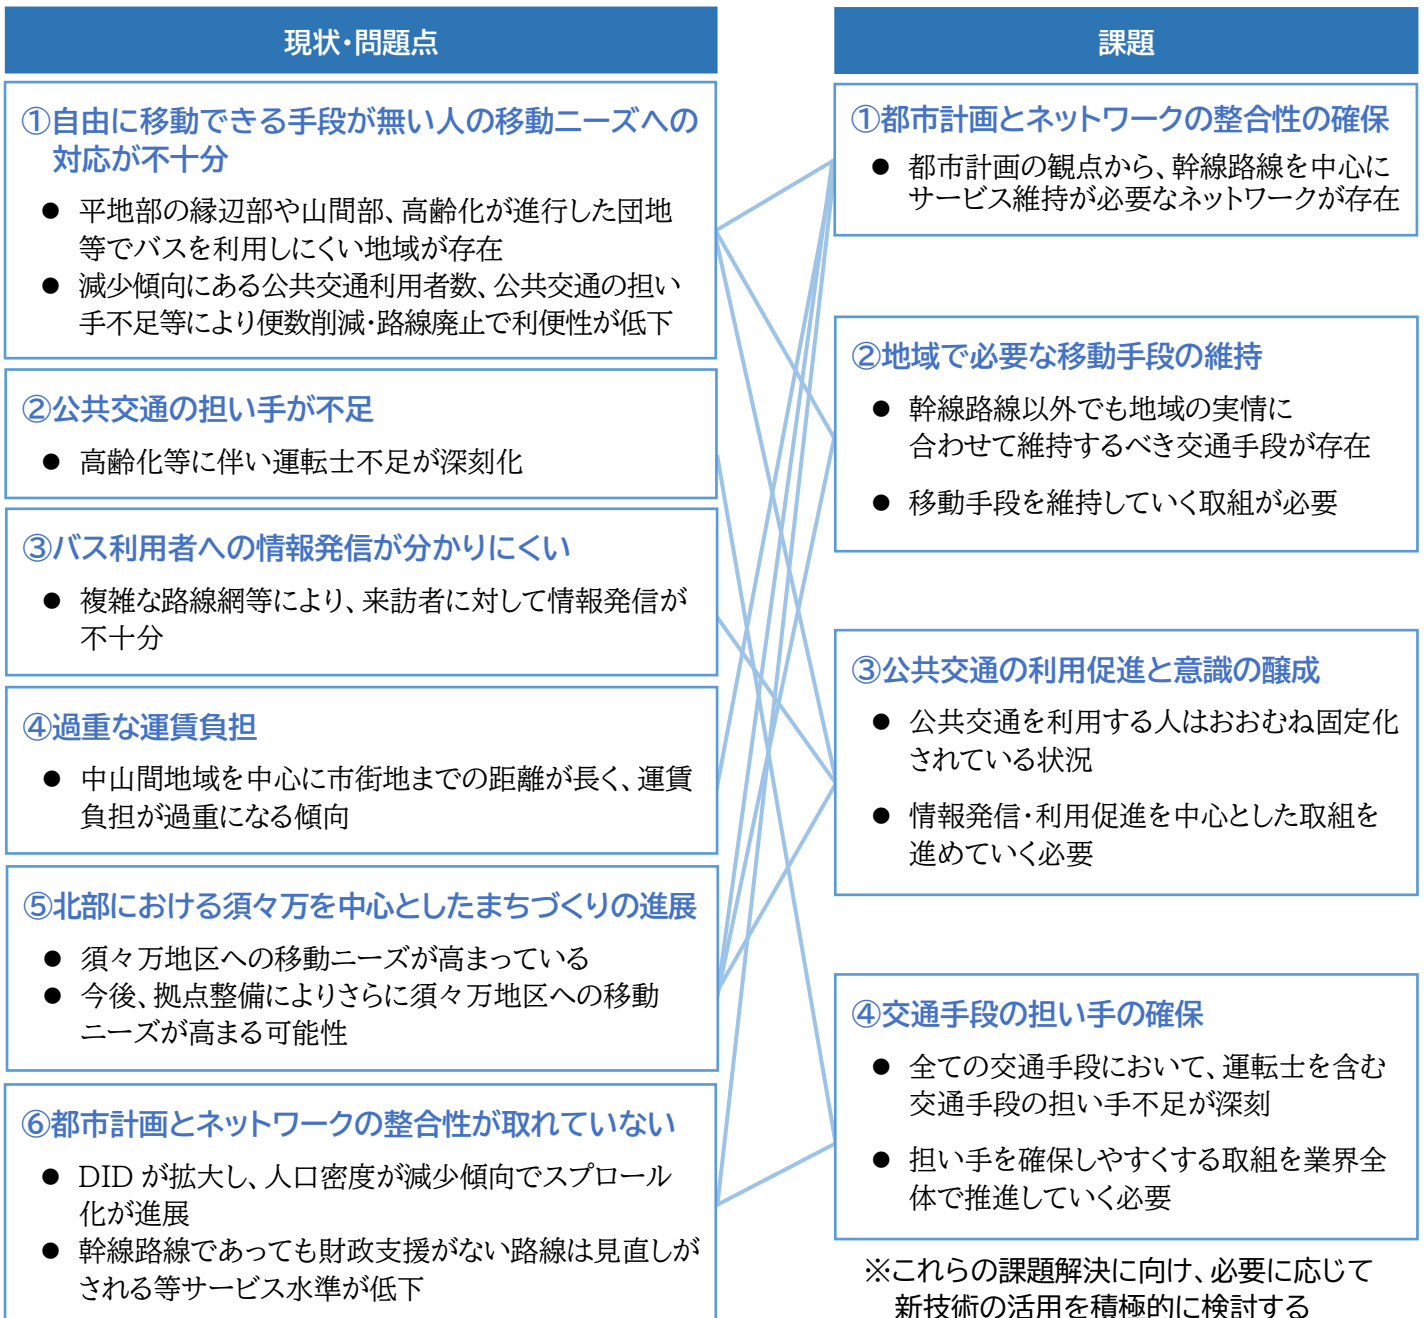 現状・問題点
①自由に移動できる手段が無い人の移動ニーズへの
対応が不十分
● 平地部の縁辺部や山間部、高齢化が進行した団地
等でバスを利用しにくい地域が存在
● 減少傾向にある公共交通利用者数、公共交通の担い
手不足等により便数削減・路線廃止で利便性が低下
②公共交通の担い手が不足
● 高齢化等に伴い運転士不足が深刻化
③バス利用者への情報発信が分かりにくい
● 複雑な路線網等により、来訪者に対して情報発信が
不十分
④過重な運賃負担
● 中山間地域を中心に市街地までの距離が長く、運賃
負担が過重になる傾向
⑤北部における須々万を中心としたまちづくりの進展
● 須々万地区への移動ニーズが高まっている
● 今後、拠点整備によりさらに須々万地区への移動
ニーズが高まる可能性
⑥都市計画とネットワークの整合性が取れていない
● DID が拡大し、人口密度が減少傾向でスプロール
化が進展
● 幹線路線であっても財政支援がない路線は見直しが
される等サービス水準が低下
課題
①都市計画とネットワークの整合性の確保
● 都市計画の観点から、幹線路線を中心に
サービス維持が必要なネットワークが存在
②地域で必要な移動手段の維持
● 幹線路線以外でも地域の実情に
合わせて維持するべき交通手段が存在
● 移動手段を維持していく取組が必要
③公共交通の利用促進と意識の醸成
● 公共交通を利用する人はおおむね固定化
されている状況
● 情報発信・利用促進を中心とした取組を
進めていく必要
④交通手段の担い手の確保
● 全ての交通手段において、運転士を含む
交通手段の担い手不足が深刻
● 担い手を確保しやすくする取組を業界全
体で推進していく必要
※これらの課題解決に向け、必要に応じて
新技術の活用を積極的に検討する